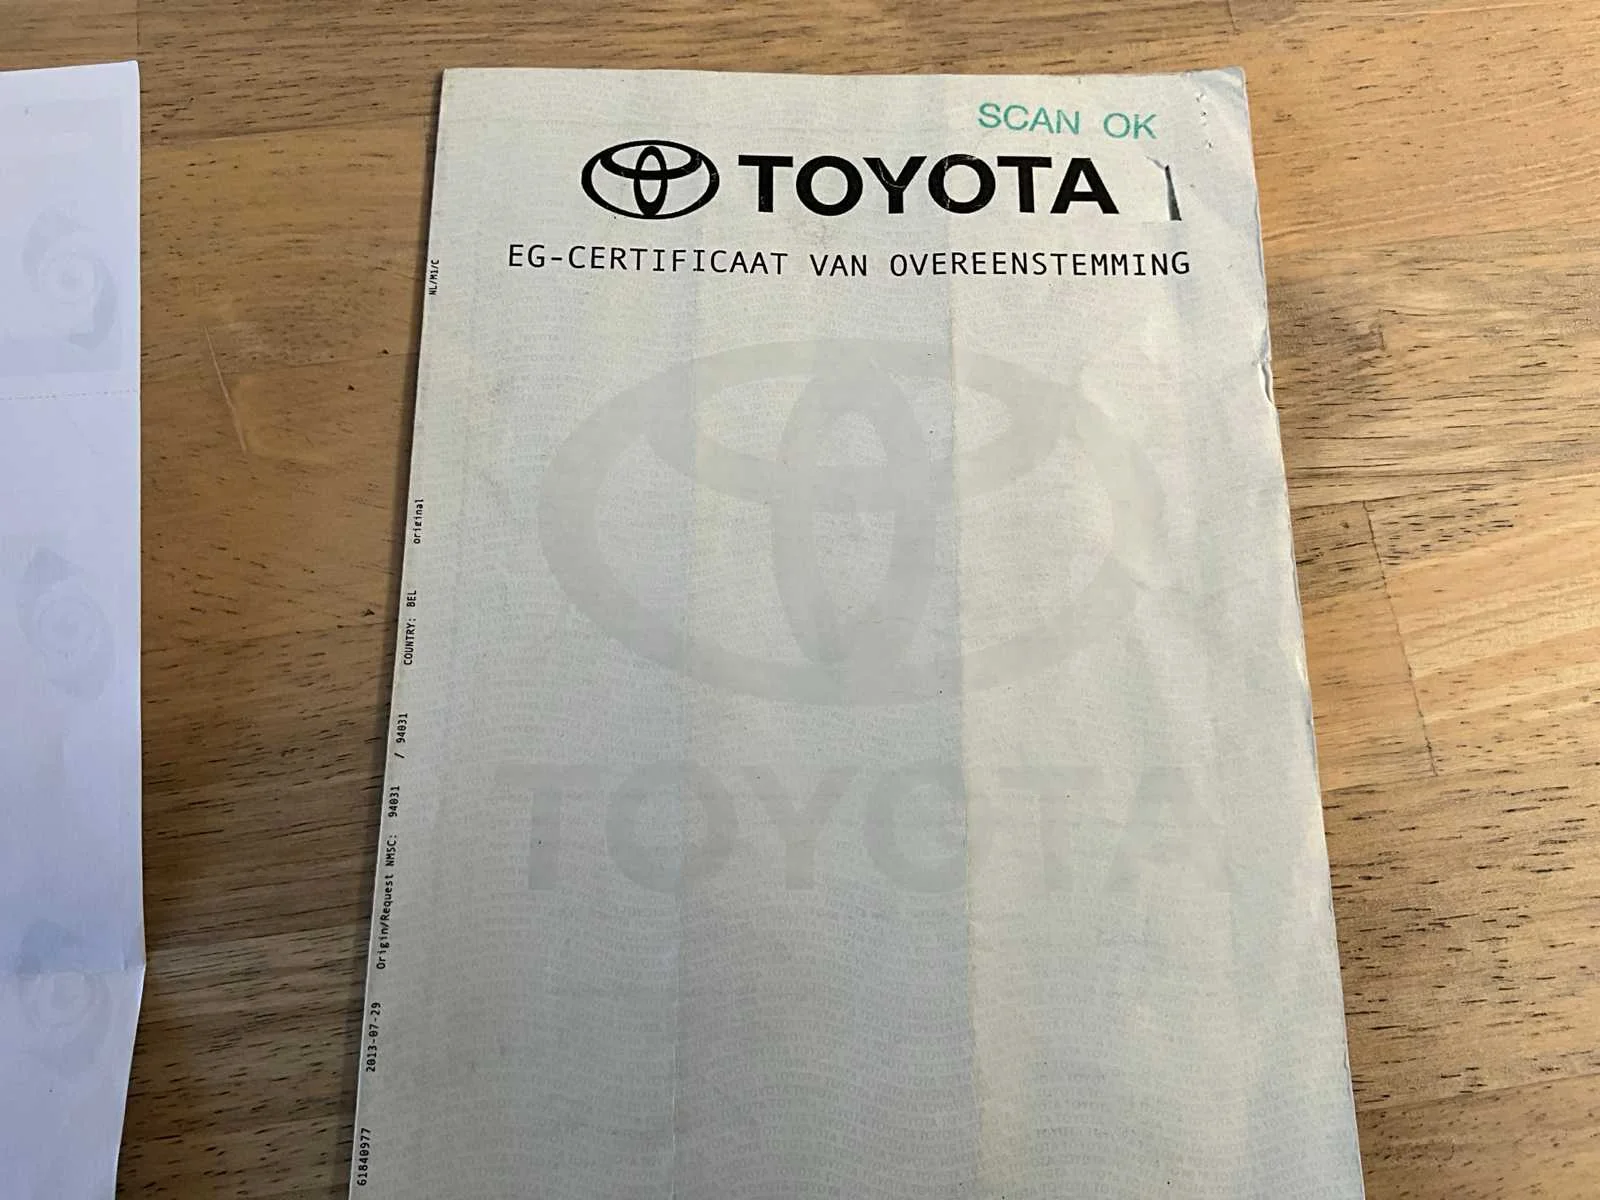 SCAN OK
TOYOTA
EG-CERTIFICAAT VAN OVEREENSTEMMING
NL/M1/C
61840977 2013-07-29 Origin/Request NMSC: 94031 / 94031 COUNTRY: BEL original
TOYOTA